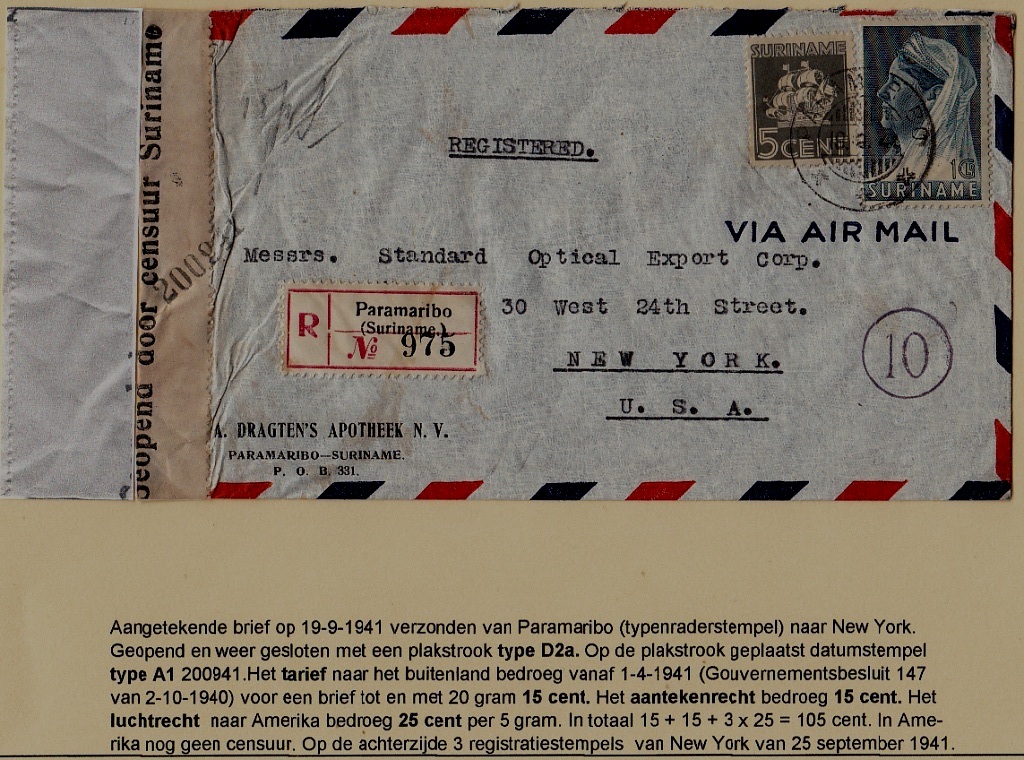 Geopend door censuur Suriname
REGISTERED.
SURINAME
5 CENT
1 G
SURINAME
VIA AIR MAIL
Messrs. Standard Optical Export Corp.
30 West 24th Street.
NEW YORK.
U. S. A.
R
Paramaribo
(Suriname.)
№ 975
10
A. DRAGTEN'S APOTHEEK N. V.
PARAMARIBO—SURINAME.
P. O. B. 331.
Aangetekende brief op 19-9-1941 verzonden van Paramaribo (typenraderstempel) naar New York.
Geopend en weer gesloten met een plakstrook type D2a. Op de plakstrook geplaatst datumstempel
type A1 200941.Het tarief naar het buitenland bedroeg vanaf 1-4-1941 (Gouvernementsbesluit 147
van 2-10-1940) voor een brief tot en met 20 gram 15 cent. Het aantekenrecht bedroeg 15 cent. Het
luchtrecht naar Amerika bedroeg 25 cent per 5 gram. In totaal 15 + 15 + 3 x 25 = 105 cent. In Ame-
rika nog geen censuur. Op de achterzijde 3 registratiestempels van New York van 25 september 1941.